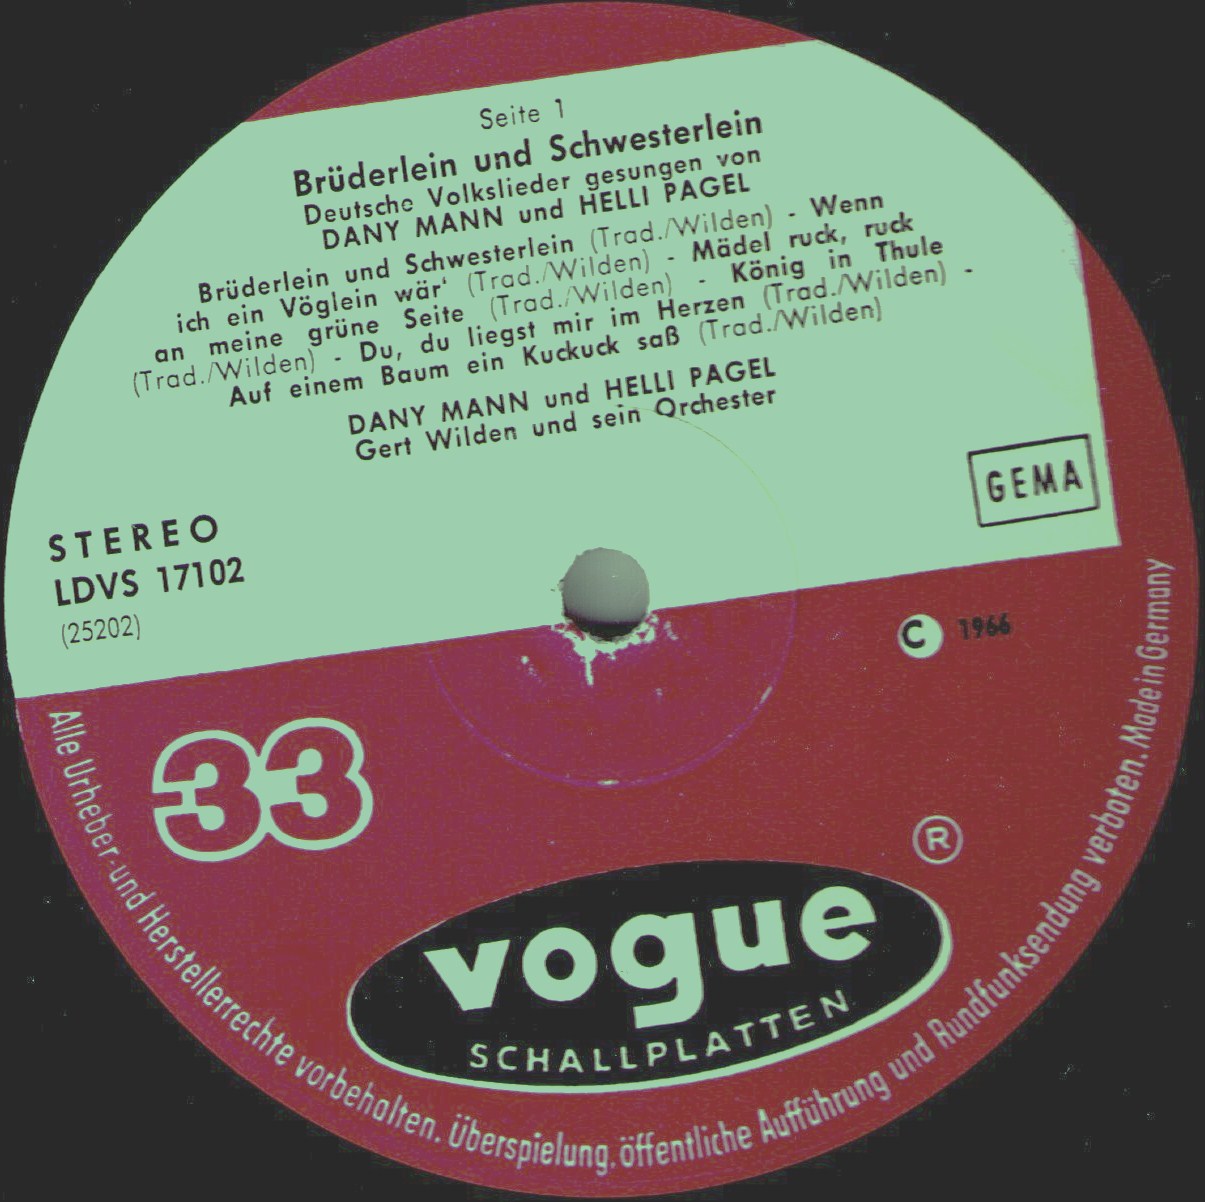 Seite 1
Brüderlein und Schwesterlein
Deutsche Volkslieder gesungen von
DANY MANN und HELLI PAGEL
Brüderlein und Schwesterlein (Trad./Wilden) - Wenn
ich ein Vöglein wär' (Trad./Wilden) - Mädel ruck, ruck
an meine grüne Seite (Trad./Wilden) - König in Thule
(Trad./Wilden) - Du, du liegst mir im Herzen (Trad./Wilden) -
Auf einem Baum ein Kuckuck saß (Trad./Wilden)
DANY MANN und HELLI PAGEL
Gert Wilden und sein Orchester
GEMA
STEREO
LDVS 17102
(25202)
C 1966
33
R
vogue
SCHALLPLATTEN
Alle Urheber- und Herstellerrechte vorbehalten. Überspielung, öffentliche Aufführung und Rundfunksendung verboten. Made in Germany